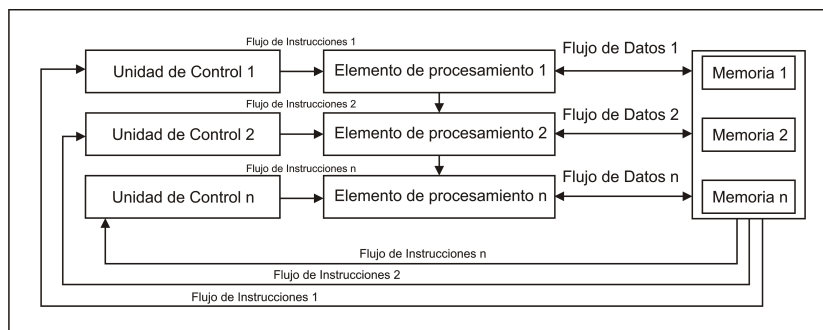 Flujo de Instrucciones 1
Unidad de Control 1
Elemento de procesamiento 1
Flujo de Datos 1
Memoria 1
Flujo de Instrucciones 2
Unidad de Control 2
Elemento de procesamiento 2
Flujo de Datos 2
Memoria 2
Flujo de Instrucciones n
Unidad de Control n
Elemento de procesamiento n
Flujo de Datos n
Memoria n
Flujo de Instrucciones n
Flujo de Instrucciones 2
Flujo de Instrucciones 1